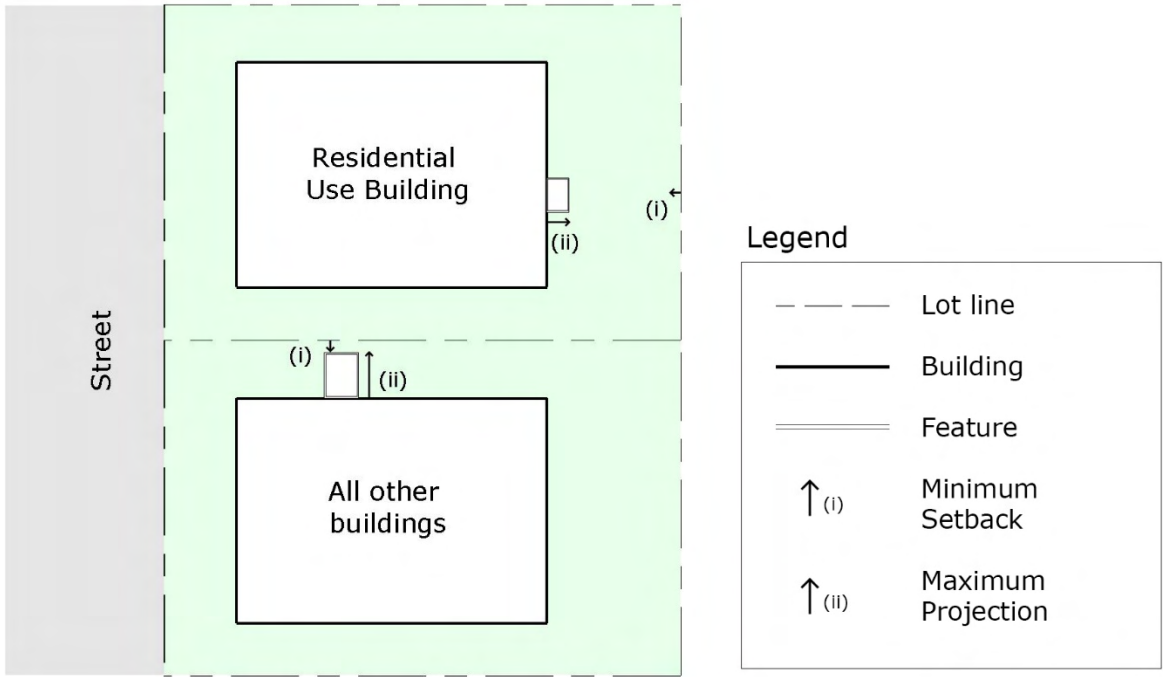 Street
Residential
Use Building
(i)
(ii)
(i)
(ii)
All other
buildings
Legend
Lot line
Building
Feature
(i)
Minimum
Setback
(ii)
Maximum
Projection